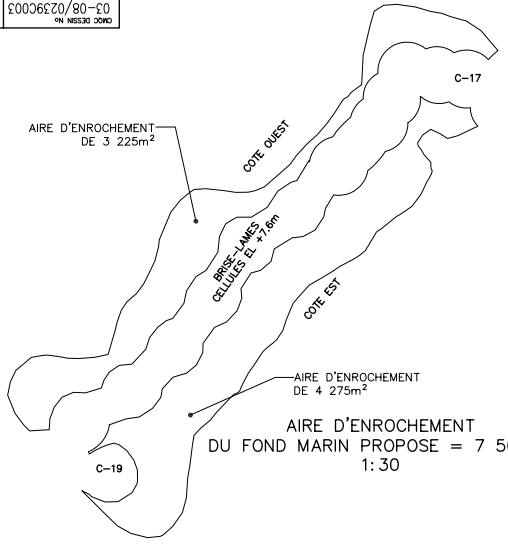 CMQC DESSIN No
03-08/0239C003
C-17
AIRE D'ENROCHEMENT
DE 3 225m²
COTE OUEST
BRISE-LAMES
CELLULES EL +7.6m
COTE EST
AIRE D'ENROCHEMENT
DE 4 275m²
AIRE D'ENROCHEMENT
DU FOND MARIN PROPOSE = 7 5
1:30
C-19